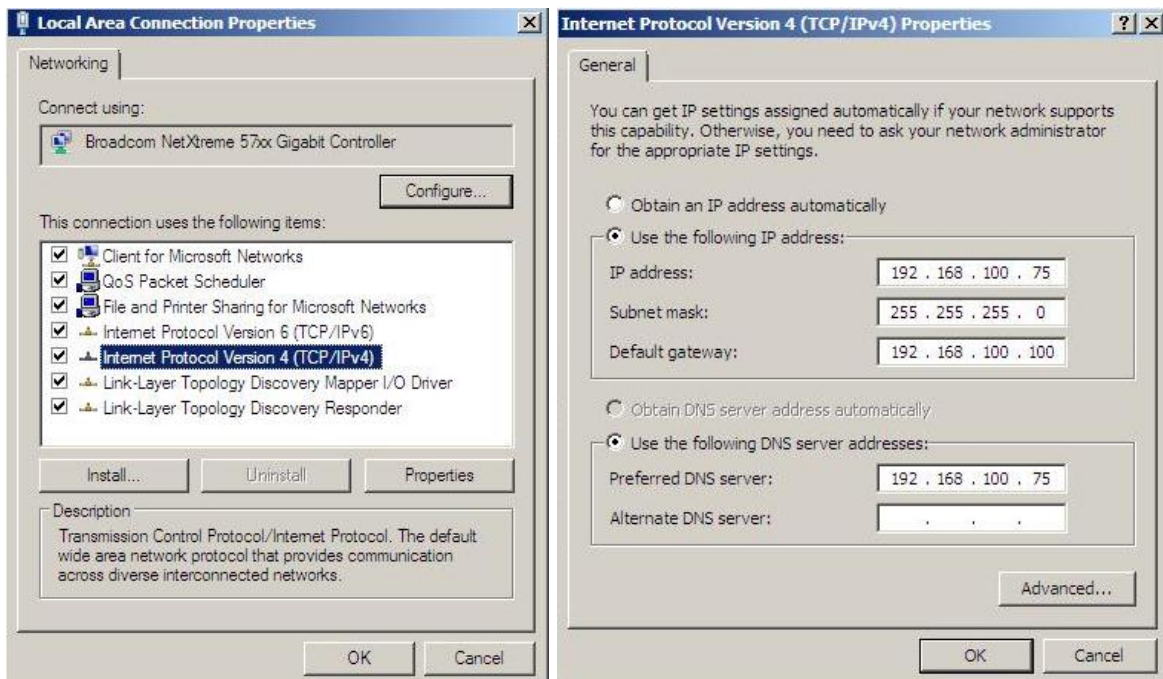 Local Area Connection Properties
Networking
Connect using:
Broadcom NetXtreme 57xx Gigabit Controller
Configure...
This connection uses the following items:
Client for Microsoft Networks
QoS Packet Scheduler
File and Printer Sharing for Microsoft Networks
Internet Protocol Version 6 (TCP/IPv6)
Internet Protocol Version 4 (TCP/IPv4)
Link-Layer Topology Discovery Mapper I/O Driver
Link-Layer Topology Discovery Responder
Install... Uninstall Properties
Description
Transmission Control Protocol/Internet Protocol. The default
wide area network protocol that provides communication
across diverse interconnected networks.
OK Cancel
Internet Protocol Version 4 (TCP/IPv4) Properties
General
You can get IP settings assigned automatically if your network supports
this capability. Otherwise, you need to ask your network administrator
for the appropriate IP settings.
Obtain an IP address automatically
Use the following IP address:
IP address: 192 . 168 . 100 . 75
Subnet mask: 255 . 255 . 255 . 0
Default gateway: 192 . 168 . 100 . 100
Obtain DNS server address automatically
Use the following DNS server addresses:
Preferred DNS server: 192 . 168 . 100 . 75
Alternate DNS server: . . .
Advanced...
OK Cancel